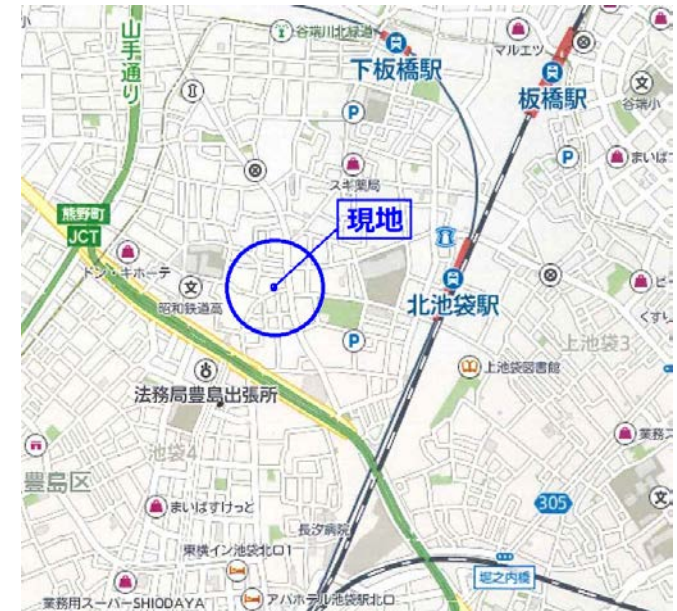 谷端川北緑道
マルエツ
下板橋駅
板橋駅
谷端小
山手通り
P
P
まいば
スギ薬局
現地
熊野町
JCT
ドン・キホーテ
昭和鉄道高
北池袋駅
ビー
くすり
上池袋3
P
上池袋図書館
法務局豊島出張所
池袋4
業務ス
豊島区
まいばすけっと
305
長汐病院
東横イン池袋北口1
堀之内橋
業務用スーパーSHIODAYA
アパホテル池袋駅北口